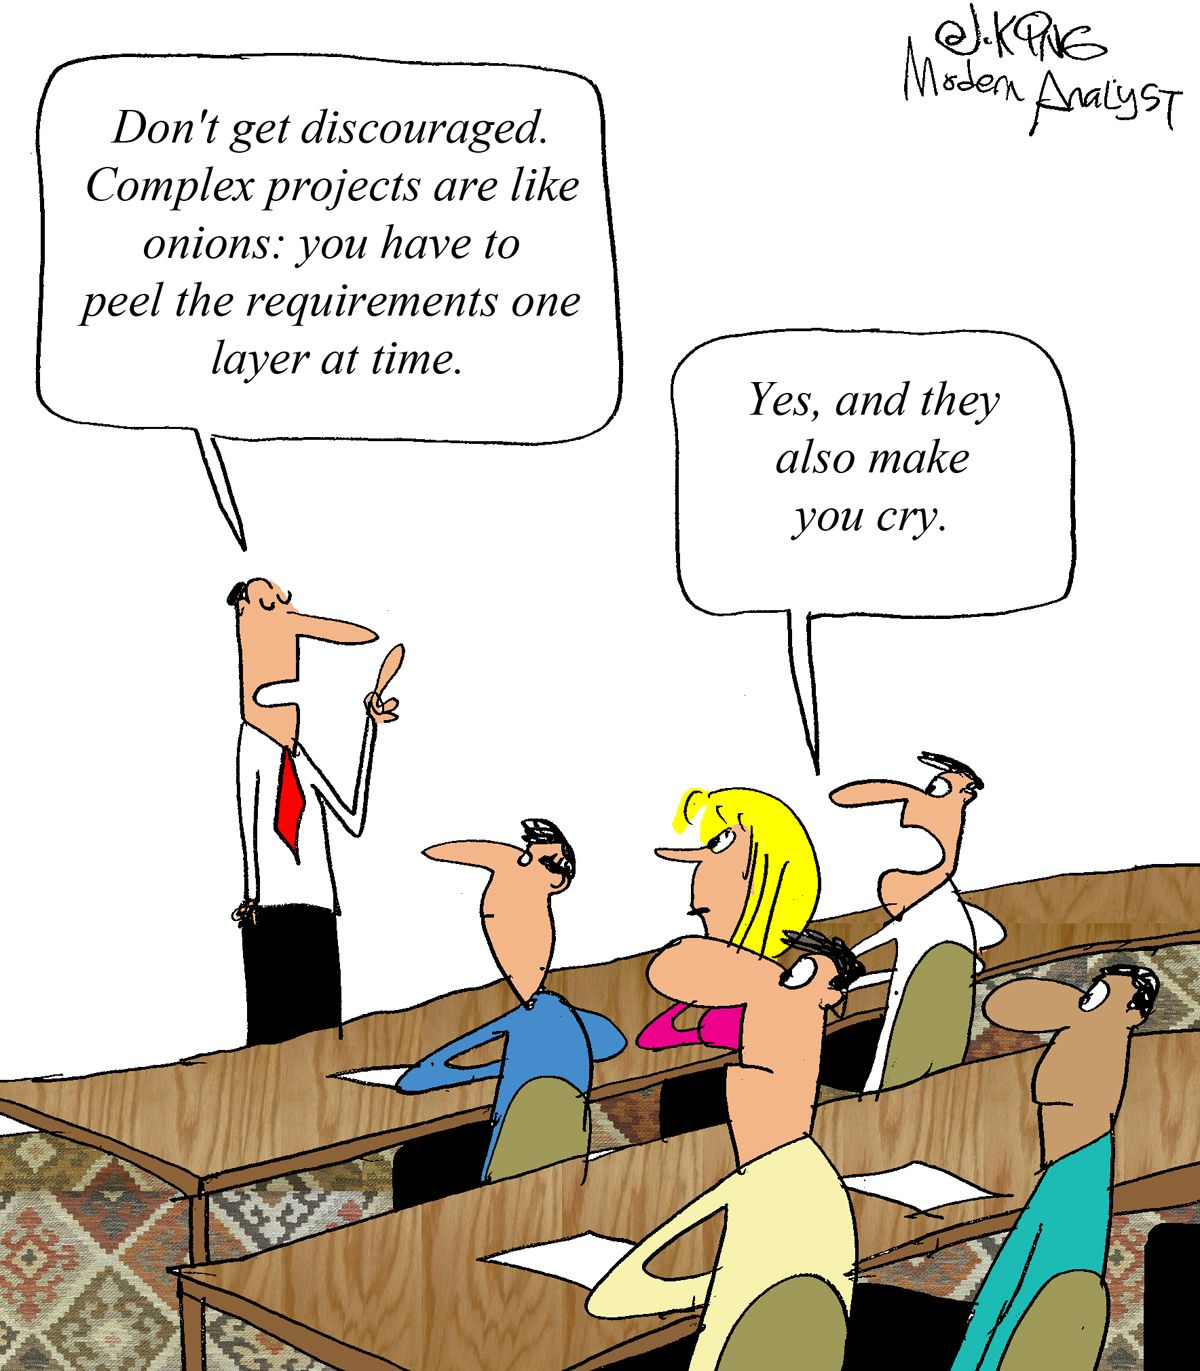 @J.KPNG
Modern Analyst
Don't get discouraged.
Complex projects are like
onions: you have to
peel the requirements one
layer at time.
Yes, and they
also make
you cry.